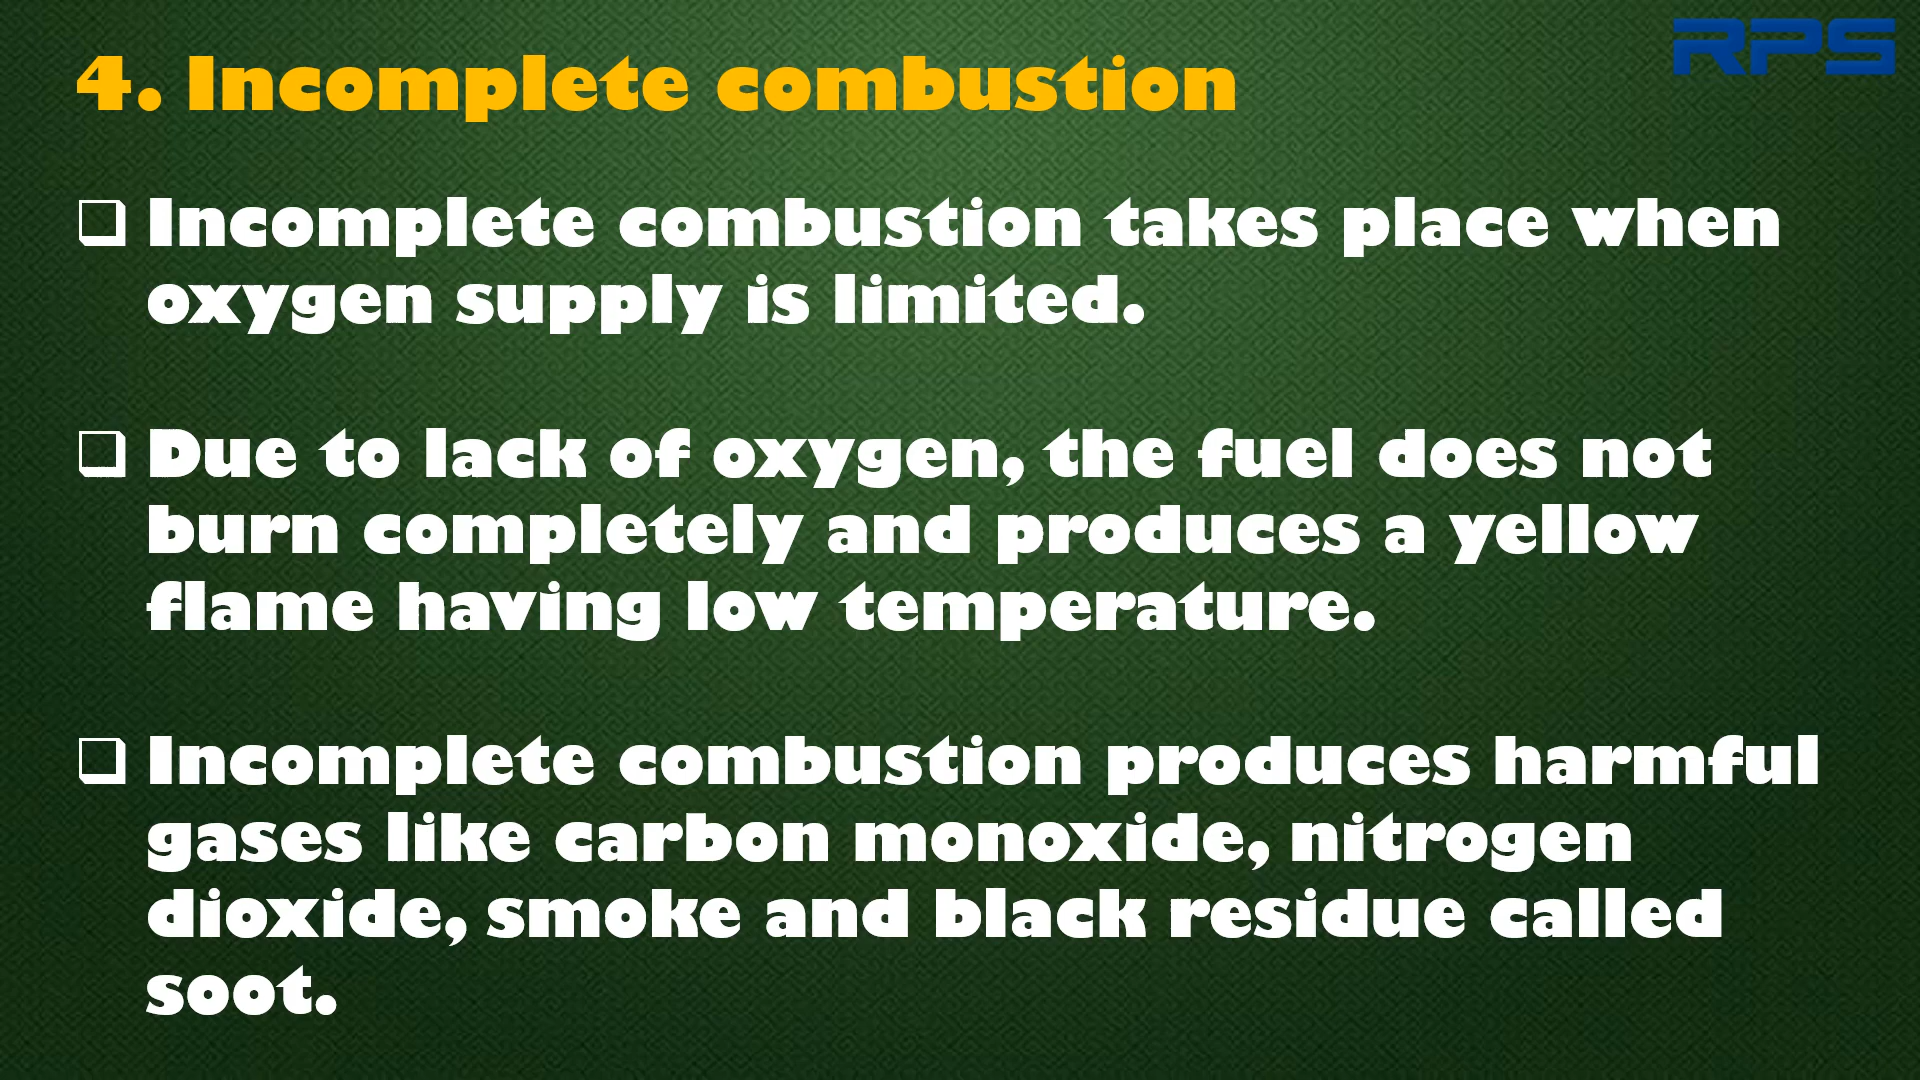 RPS
4. Incomplete combustion
Incomplete combustion takes place when
oxygen supply is limited.
Due to lack of oxygen, the fuel does not
burn completely and produces a yellow
flame having low temperature.
Incomplete combustion produces harmful
gases like carbon monoxide, nitrogen
dioxide, smoke and black residue called
soot.